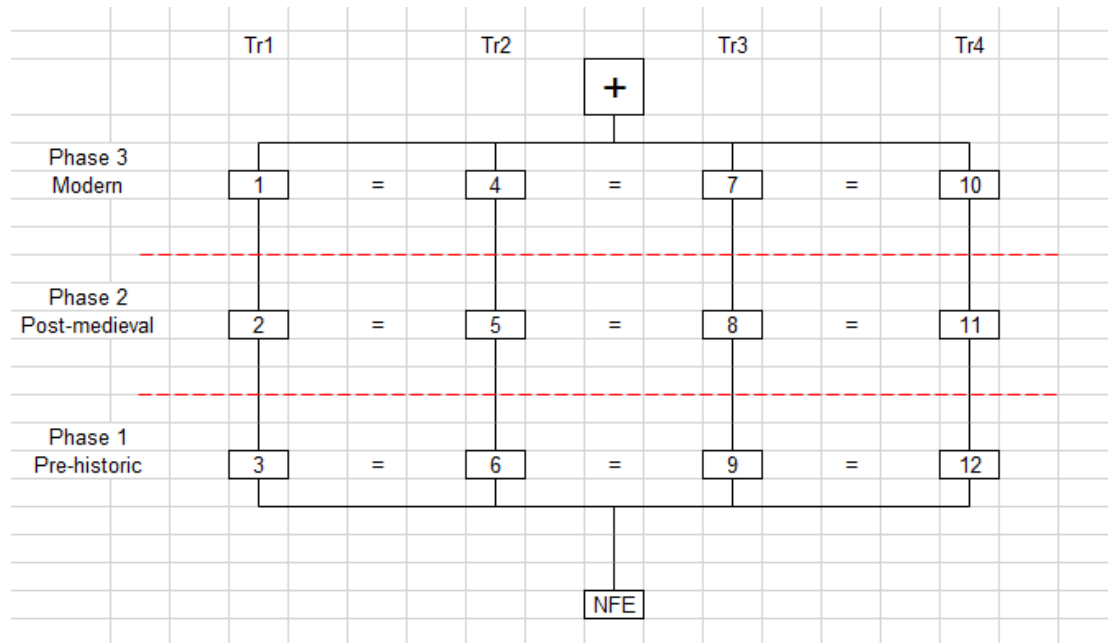 Tr1 Tr2 Tr3 Tr4
+
Phase 3
Modern
1 = 4 = 7 = 10
Phase 2
Post-medieval
2 = 5 = 8 = 11
Phase 1
Pre-historic
3 = 6 = 9 = 12
NFE